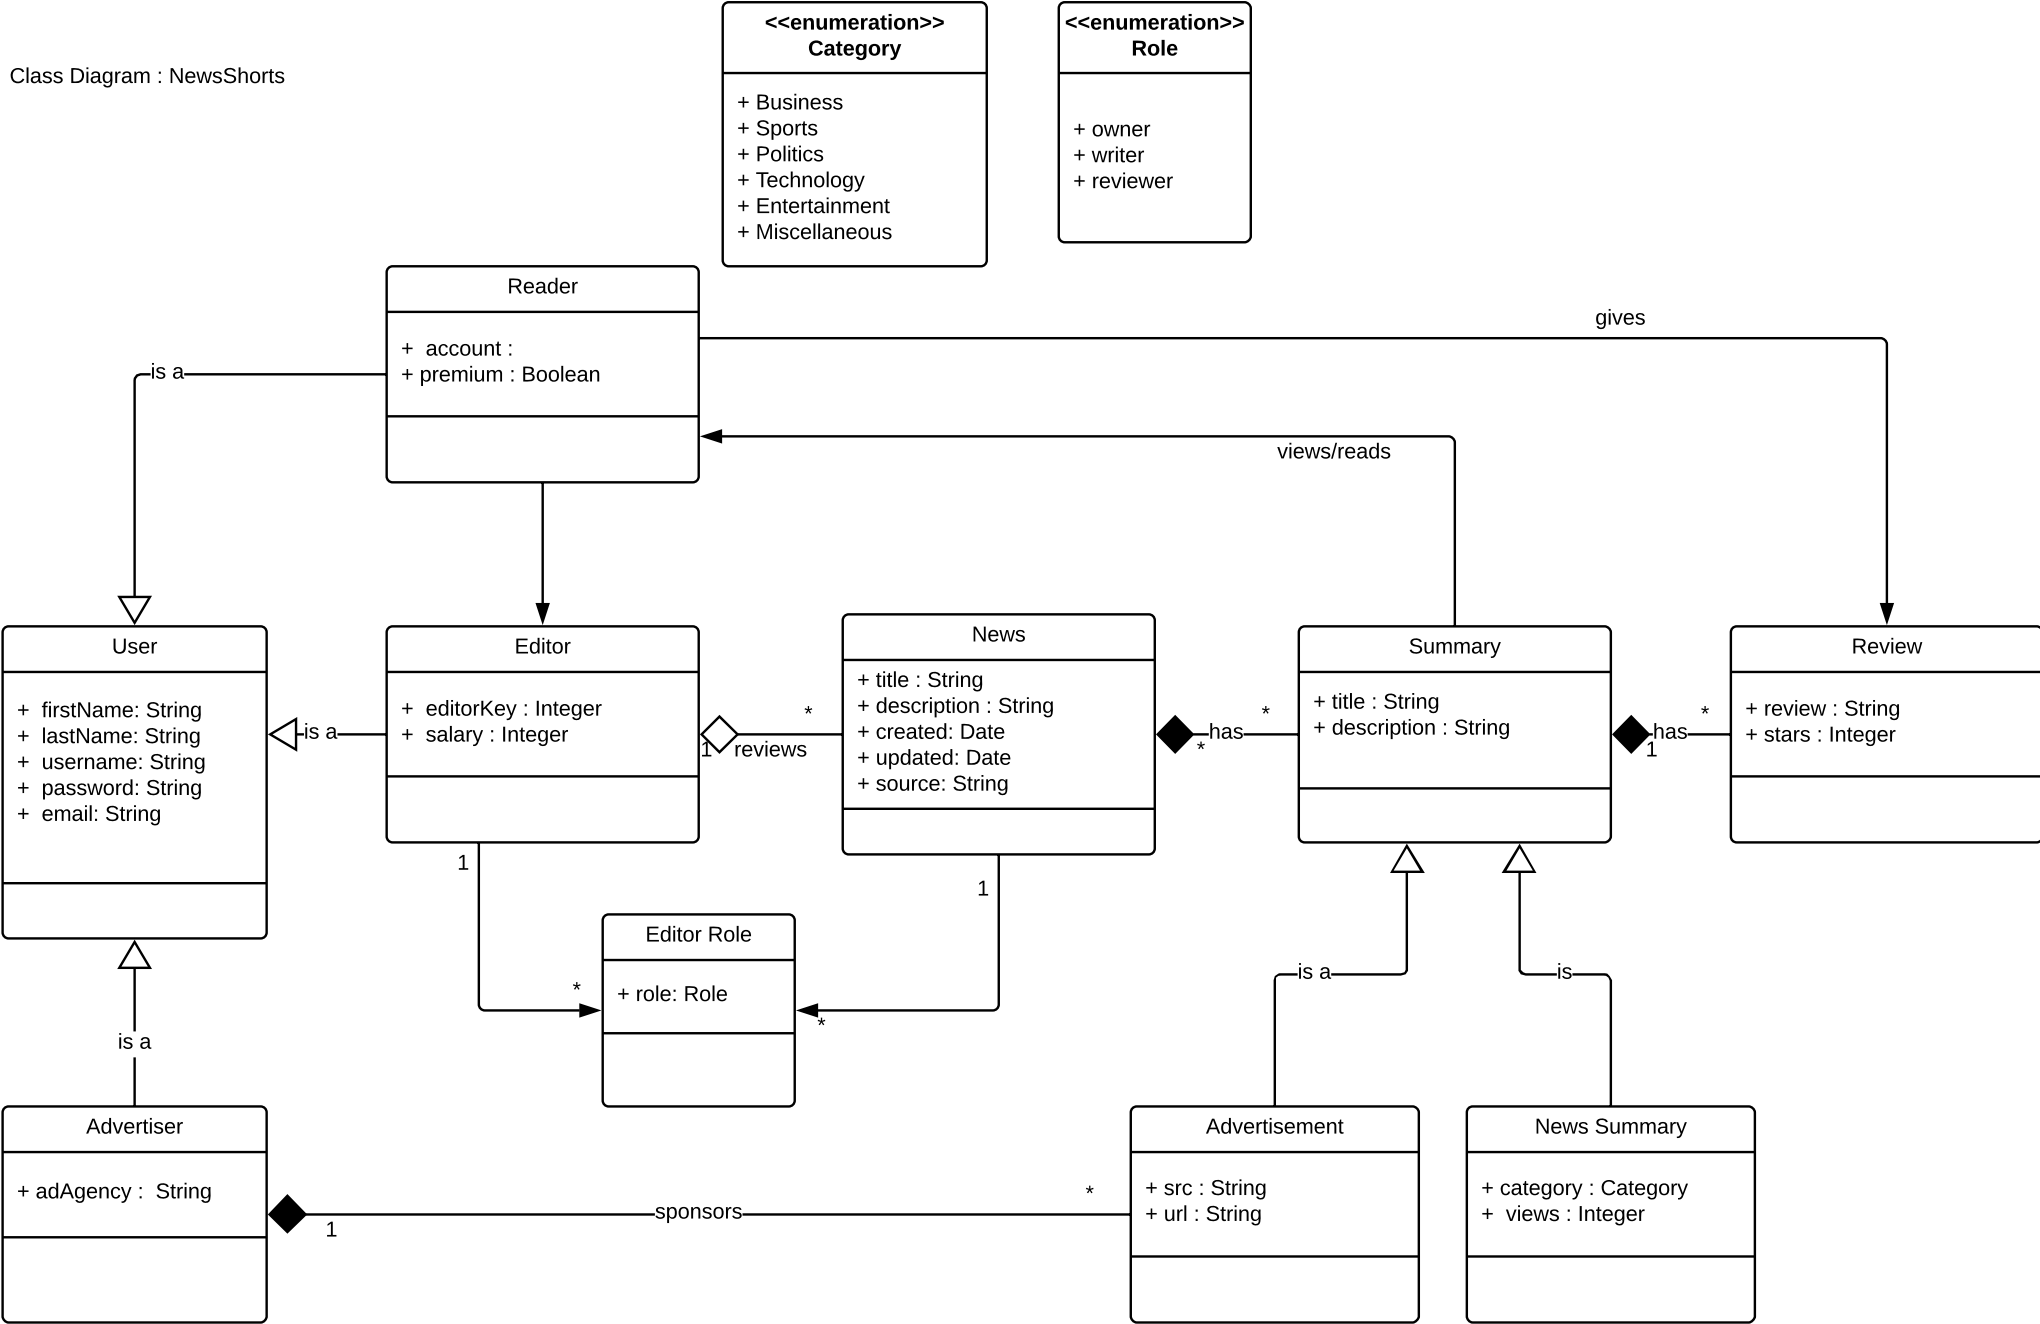 Class Diagram : NewsShorts
<<enumeration>>
Category
+ Business
+ Sports
+ Politics
+ Technology
+ Entertainment
+ Miscellaneous
<<enumeration>>
Role
+ owner
+ writer
+ reviewer
Reader
+  account :
+ premium : Boolean
gives
is a
views/reads
User
+  firstName: String
+  lastName: String
+  username: String
+  password: String
+  email: String
is a
Editor
+  editorKey : Integer
+  salary : Integer
1
reviews
*
News
+ title : String
+ description : String
+ created: Date
+ updated: Date
+ source: String
has
*
*
Summary
+ title : String
+ description : String
has
1
*
Review
+ review : String
+ stars : Integer
1
*
Editor Role
+ role: Role
1
*
is a
is
is a
Advertiser
+ adAgency :  String
1
sponsors
*
Advertisement
+ src : String
+ url : String
News Summary
+ category : Category
+  views : Integer